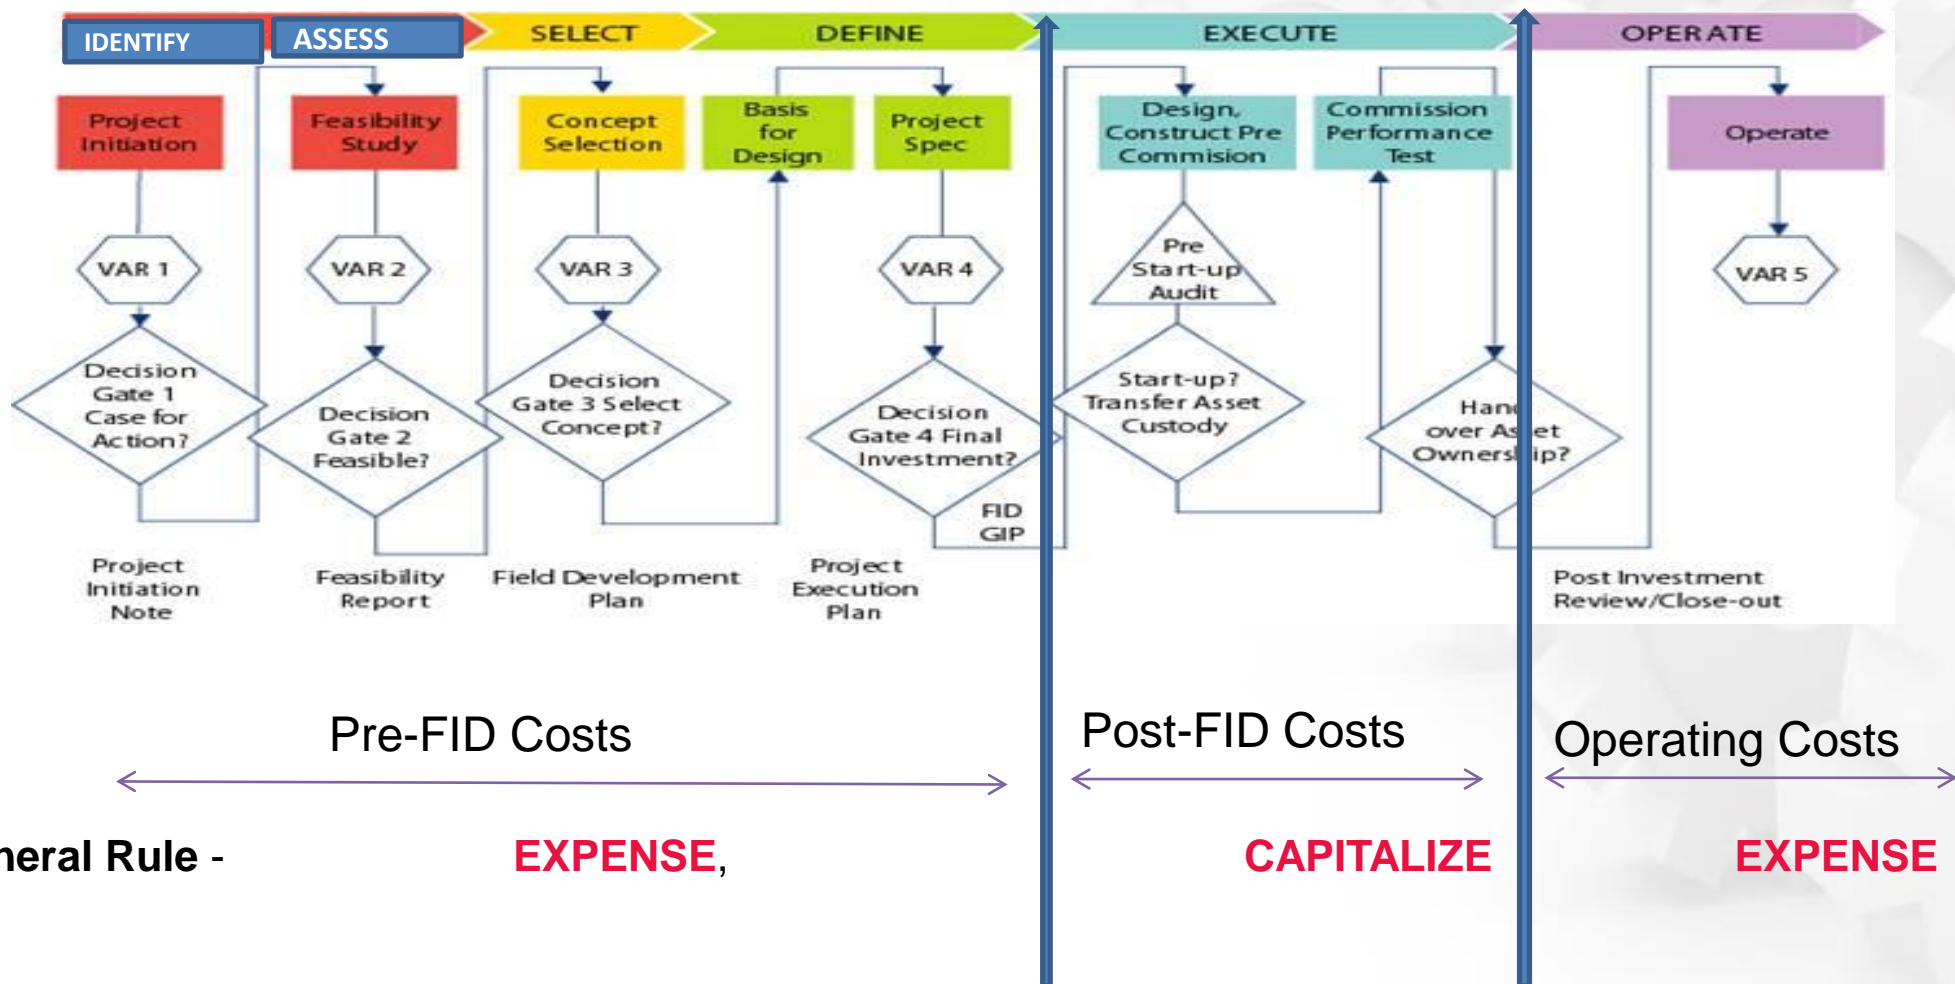 IDENTIFY
ASSESS
SELECT
DEFINE
EXECUTE
OPERATE
Project
Initiation
Feasibility
Study
Concept
Selection
Basis
for
Design
Project
Spec
Design,
Construct Pre
Commision
Commission
Performance
Test
Operate
VAR 1
VAR 2
VAR 3
VAR 4
Pre
Start-up
Audit
VAR 5
Decision
Gate 1
Case for
Action?
Decision
Gate 2
Feasible?
Decision
Gate 3 Select
Concept?
Decision
Gate 4 Final
Investment?
FID
GIP
Start-up?
Transfer Asset
Custody
Hand
over Asset
Ownership?
Project
Initiation
Note
Feasibility
Report
Field Development
Plan
Project
Execution
Plan
Post Investment
Review/Close-out
Pre-FID Costs
Post-FID Costs
Operating Costs
neral Rule -
EXPENSE,
CAPITALIZE
EXPENSE